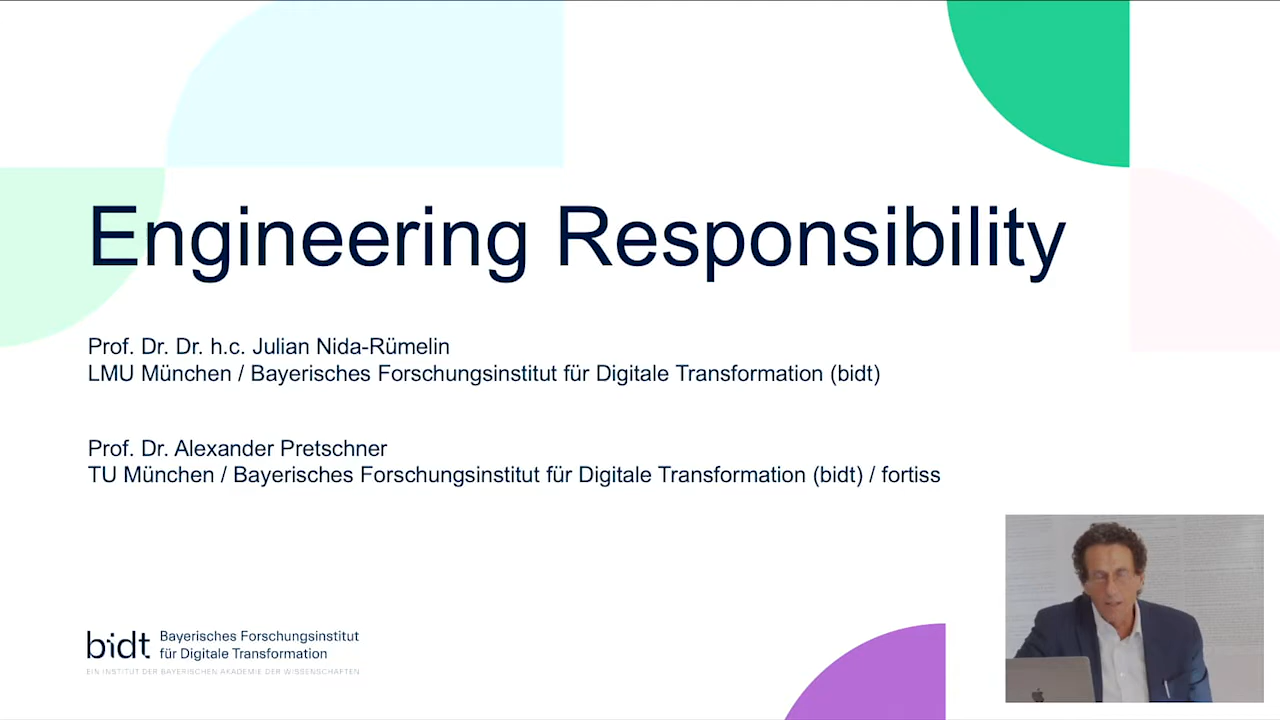 Engineering Responsibility
Prof. Dr. Dr. h.c. Julian Nida-Rümelin
LMU München / Bayerisches Forschungsinstitut für Digitale Transformation (bidt)
Prof. Dr. Alexander Pretschner
TU München / Bayerisches Forschungsinstitut für Digitale Transformation (bidt) / fortiss
bidt Bayerisches Forschungsinstitut
für Digitale Transformation
EIN INSTITUT DER BAYERISCHEN AKADEMIE DER WISSENSCHAFTEN